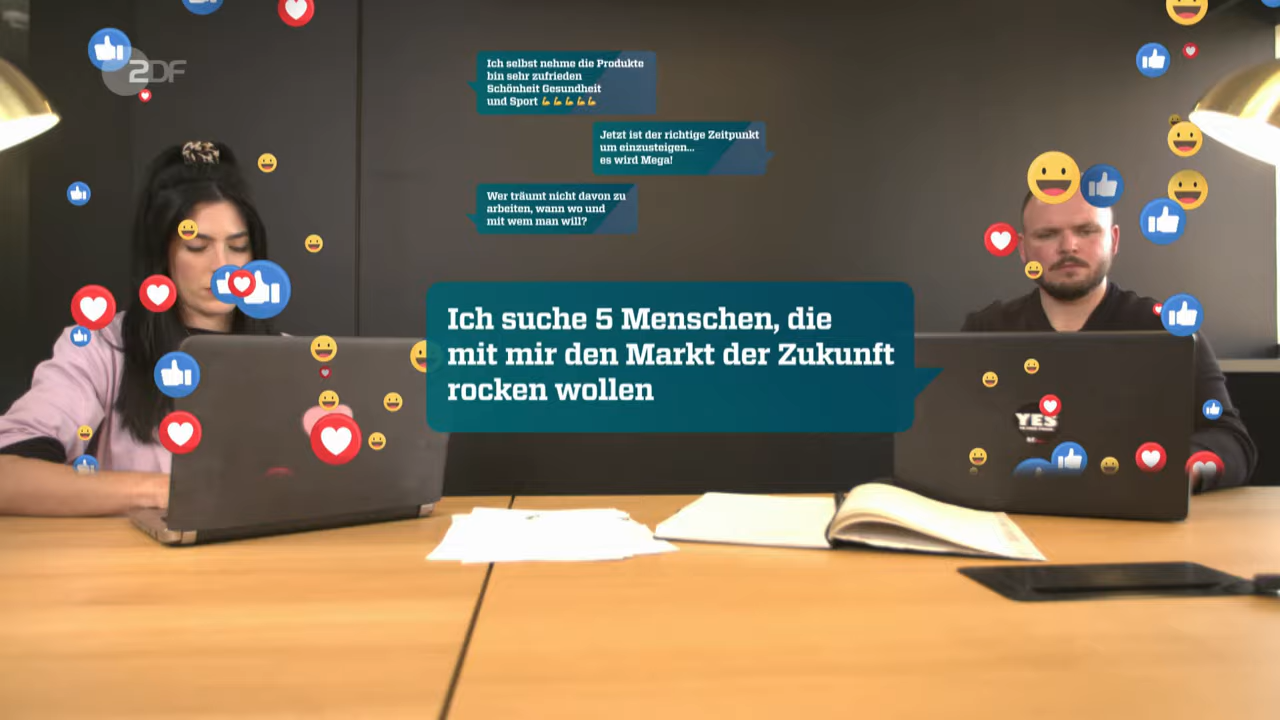 ZDF
Ich selbst nehme die Produkte
bin sehr zufrieden
Schönheit Gesundheit
und Sport 💪💪💪💪💪
Jetzt ist der richtige Zeitpunkt
um einzusteigen...
es wird Mega!
Wer träumt nicht davon zu
arbeiten, wann wo und
mit wem man will?
Ich suche 5 Menschen, die
mit mir den Markt der Zukunft
rocken wollen
YES